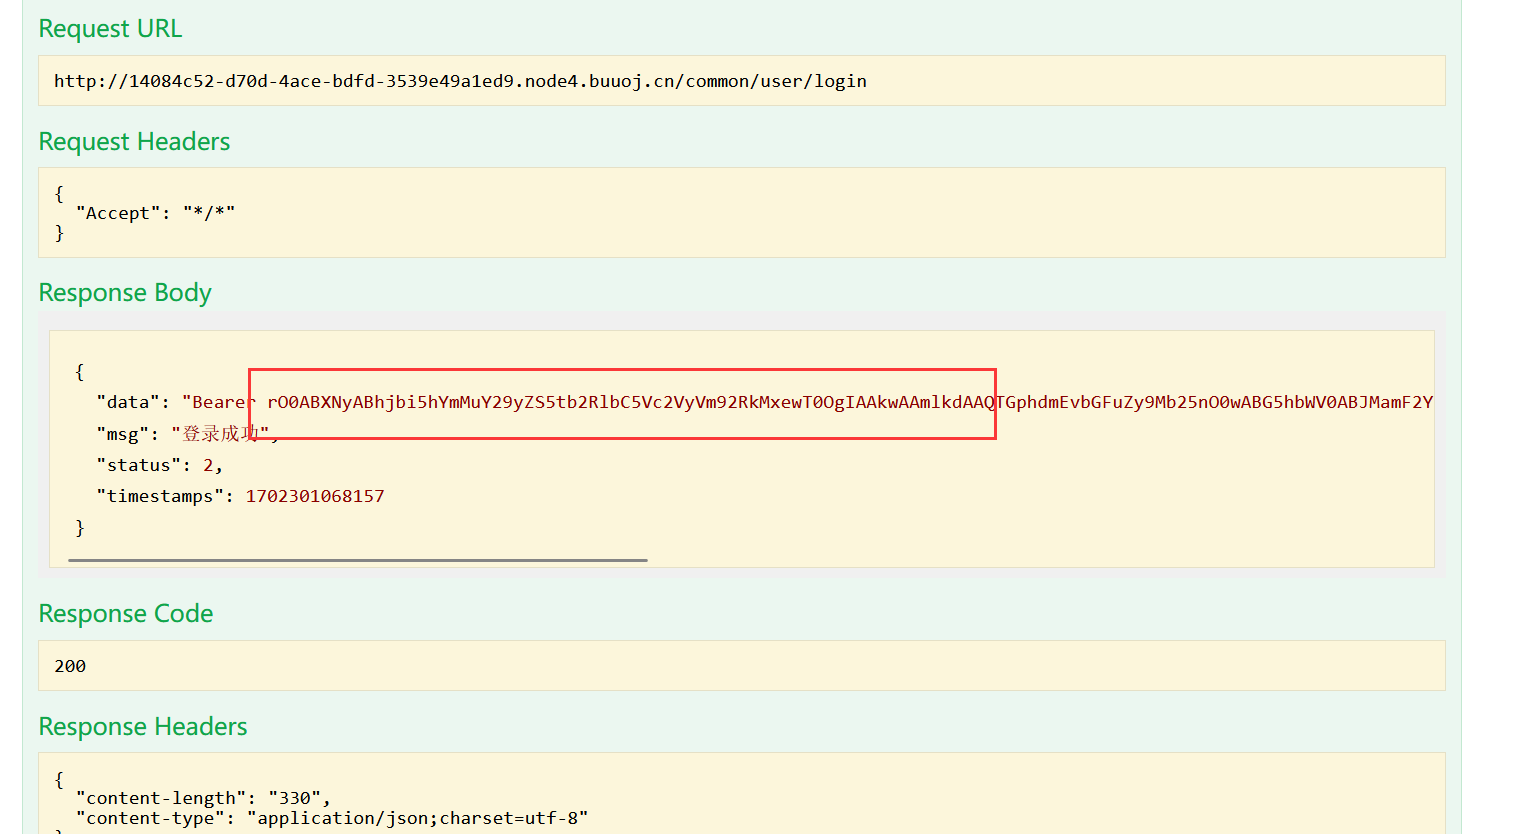 Request URL
http://14084c52-d70d-4ace-bdfd-3539e49a1ed9.node4.buuoj.cn/common/user/login
Request Headers
{
"Accept": "*/*"
}
Response Body
{
"data": "Bearer rO0ABXNyABhjbi5hYmMuY29yZS5tb2RlbC5Vc2VyVm92RkMxewT0OgIAAkwAAmlkdAAQTGphdmEvbGFuZy9Mb25nO0wABG5hbWV0ABJMamF2Y
"msg": "登录成功",
"status": 2,
"timestamps": 1702301068157
}
Response Code
200
Response Headers
{
"content-length": "330",
"content-type": "application/json;charset=utf-8"